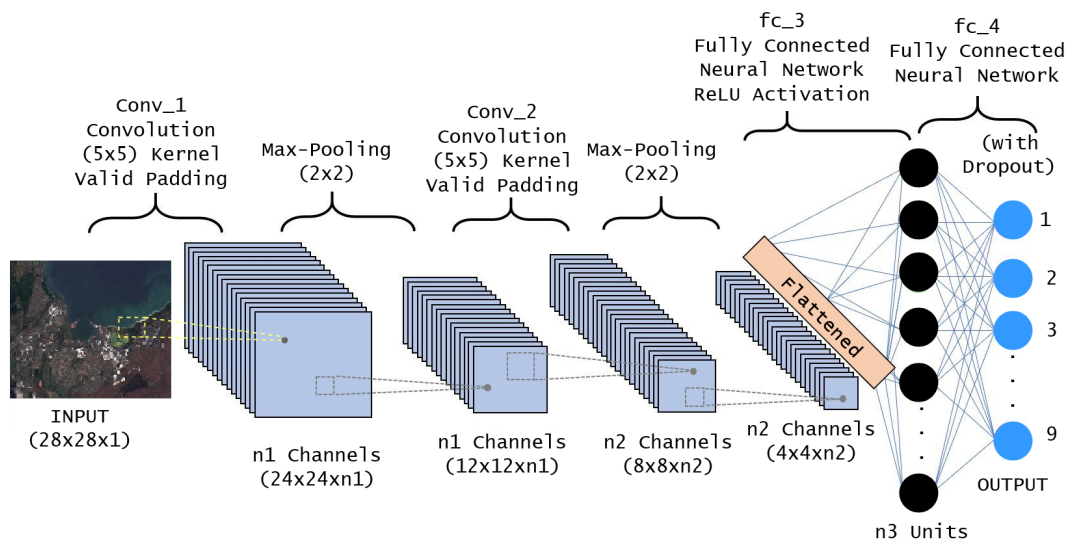 fc_3
Fully Connected
Neural Network
ReLU Activation
fc_4
Fully Connected
Neural Network
(with
Dropout)
Conv_1
Convolution
(5x5) Kernel
Valid Padding
Max-Pooling
(2x2)
Conv_2
Convolution
(5x5) Kernel
Valid Padding
Max-Pooling
(2x2)
Flattened
1
2
3
9
INPUT
(28x28x1)
n1 Channels
(24x24xn1)
n1 Channels
(12x12xn1)
n2 Channels
(8x8xn2)
n2 Channels
(4x4xn2)
OUTPUT
n3 Units